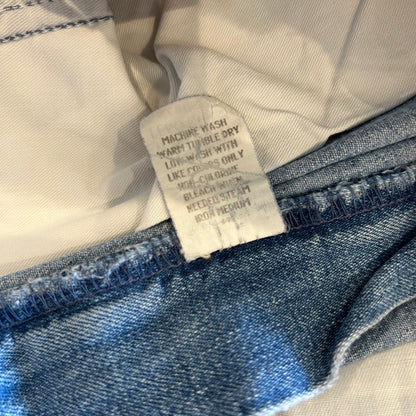 MACHINE WASH
WARM TUMBLE DRY
LOW WASH WITH
LIKE COLORS ONLY
NON-CHLORINE
BLEACH WHEN
NEEDED STEAM
IRON MEDIUM